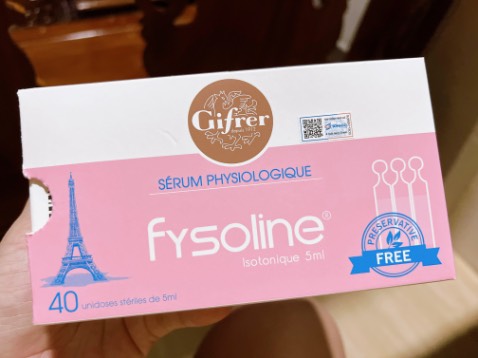 Gifrer
SÉRUM PHYSIOLOGIQUE
fysoline®
Isotonique 5ml
PRESERVATIVE
FREE
40 unidoses stériles de 5ml